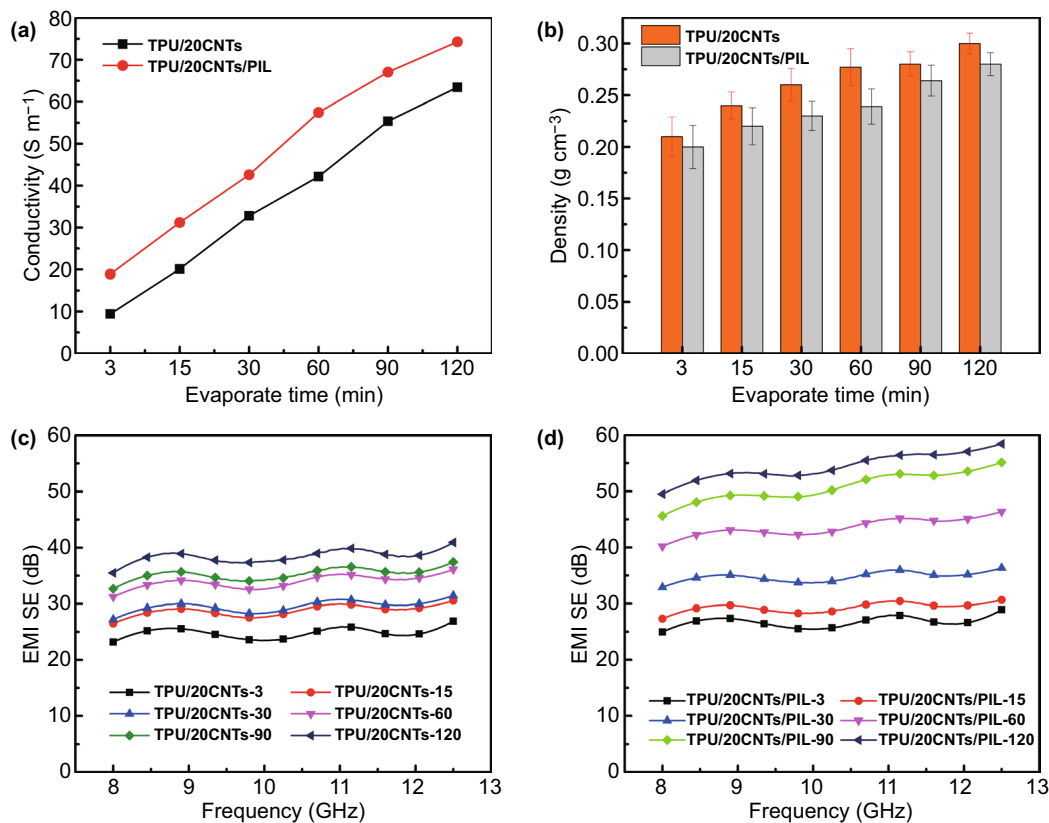 (a)
TPU/20CNTs
TPU/20CNTs/PIL
Conductivity (S m⁻¹)
80
70
60
50
40
30
20
10
0
3 15 30 60 90 120
Evaporate time (min)
(b)
TPU/20CNTs
TPU/20CNTs/PIL
Density (g cm⁻³)
0.30
0.25
0.20
0.15
0.10
0.05
0.00
3 15 30 60 90 120
Evaporate time (min)
(c)
EMI SE (dB)
60
50
40
30
20
10
0
TPU/20CNTs-3 TPU/20CNTs-15
TPU/20CNTs-30 TPU/20CNTs-60
TPU/20CNTs-90 TPU/20CNTs-120
8 9 10 11 12 13
Frequency (GHz)
(d)
EMI SE (dB)
60
50
40
30
20
10
0
TPU/20CNTs/PIL-3 TPU/20CNTs/PIL-15
TPU/20CNTs/PIL-30 TPU/20CNTs/PIL-60
TPU/20CNTs/PIL-90 TPU/20CNTs/PIL-120
8 9 10 11 12 13
Frequency (GHz)